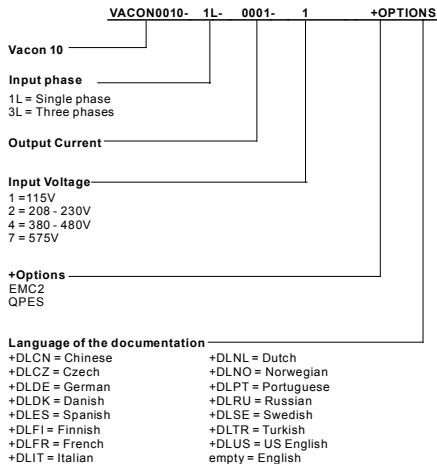 VACON0010- 1L- 0001- 1 +OPTIONS
Vacon 10
Input phase
1L = Single phase
3L = Three phases
Output Current
Input Voltage
1 =115V
2 = 208 - 230V
4 = 380 - 480V
7 = 575V
+Options
EMC2
QPES
Language of the documentation
+DLCN = Chinese +DLNL = Dutch
+DLCZ = Czech +DLNO = Norwegian
+DLDE = German +DLPT = Portuguese
+DLDK = Danish +DLRU = Russian
+DLES = Spanish +DLSE = Swedish
+DLFI = Finnish +DLTR = Turkish
+DLFR = French +DLUS = US English
+DLIT = Italian empty = English